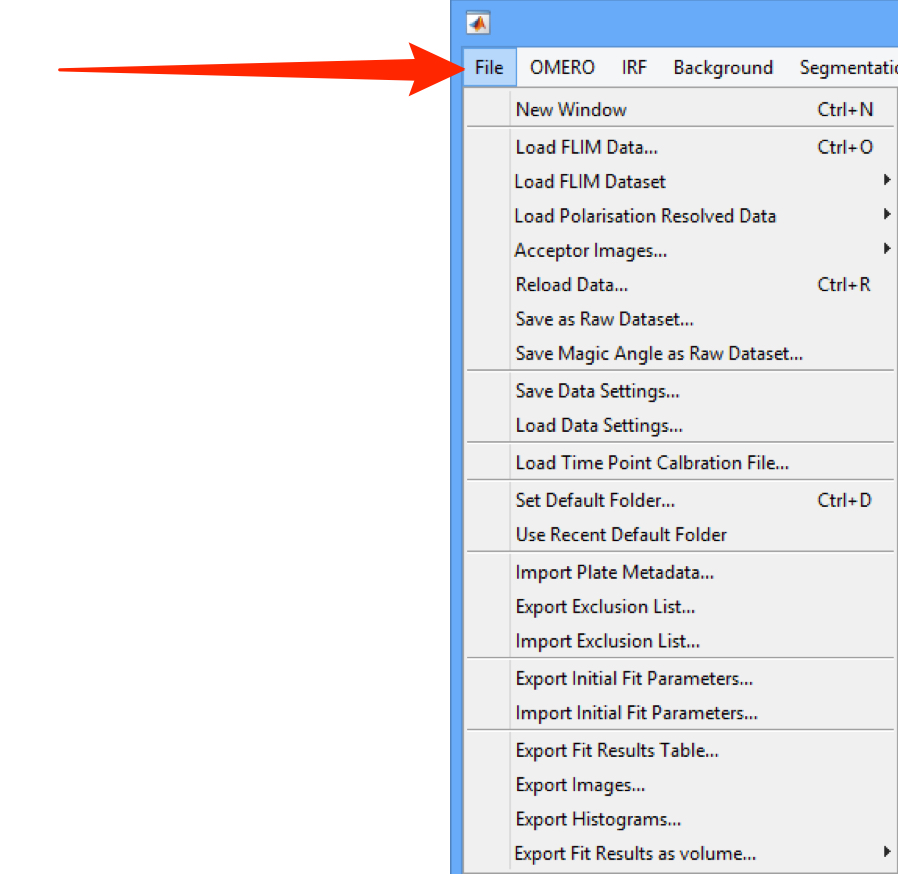 File OMERO IRF Background Segmentatio
New Window Ctrl+N
Load FLIM Data... Ctrl+O
Load FLIM Dataset
Load Polarisation Resolved Data
Acceptor Images...
Reload Data... Ctrl+R
Save as Raw Dataset...
Save Magic Angle as Raw Dataset...
Save Data Settings...
Load Data Settings...
Load Time Point Calbration File...
Set Default Folder... Ctrl+D
Use Recent Default Folder
Import Plate Metadata...
Export Exclusion List...
Import Exclusion List...
Export Initial Fit Parameters...
Import Initial Fit Parameters...
Export Fit Results Table...
Export Images...
Export Histograms...
Export Fit Results as volume...